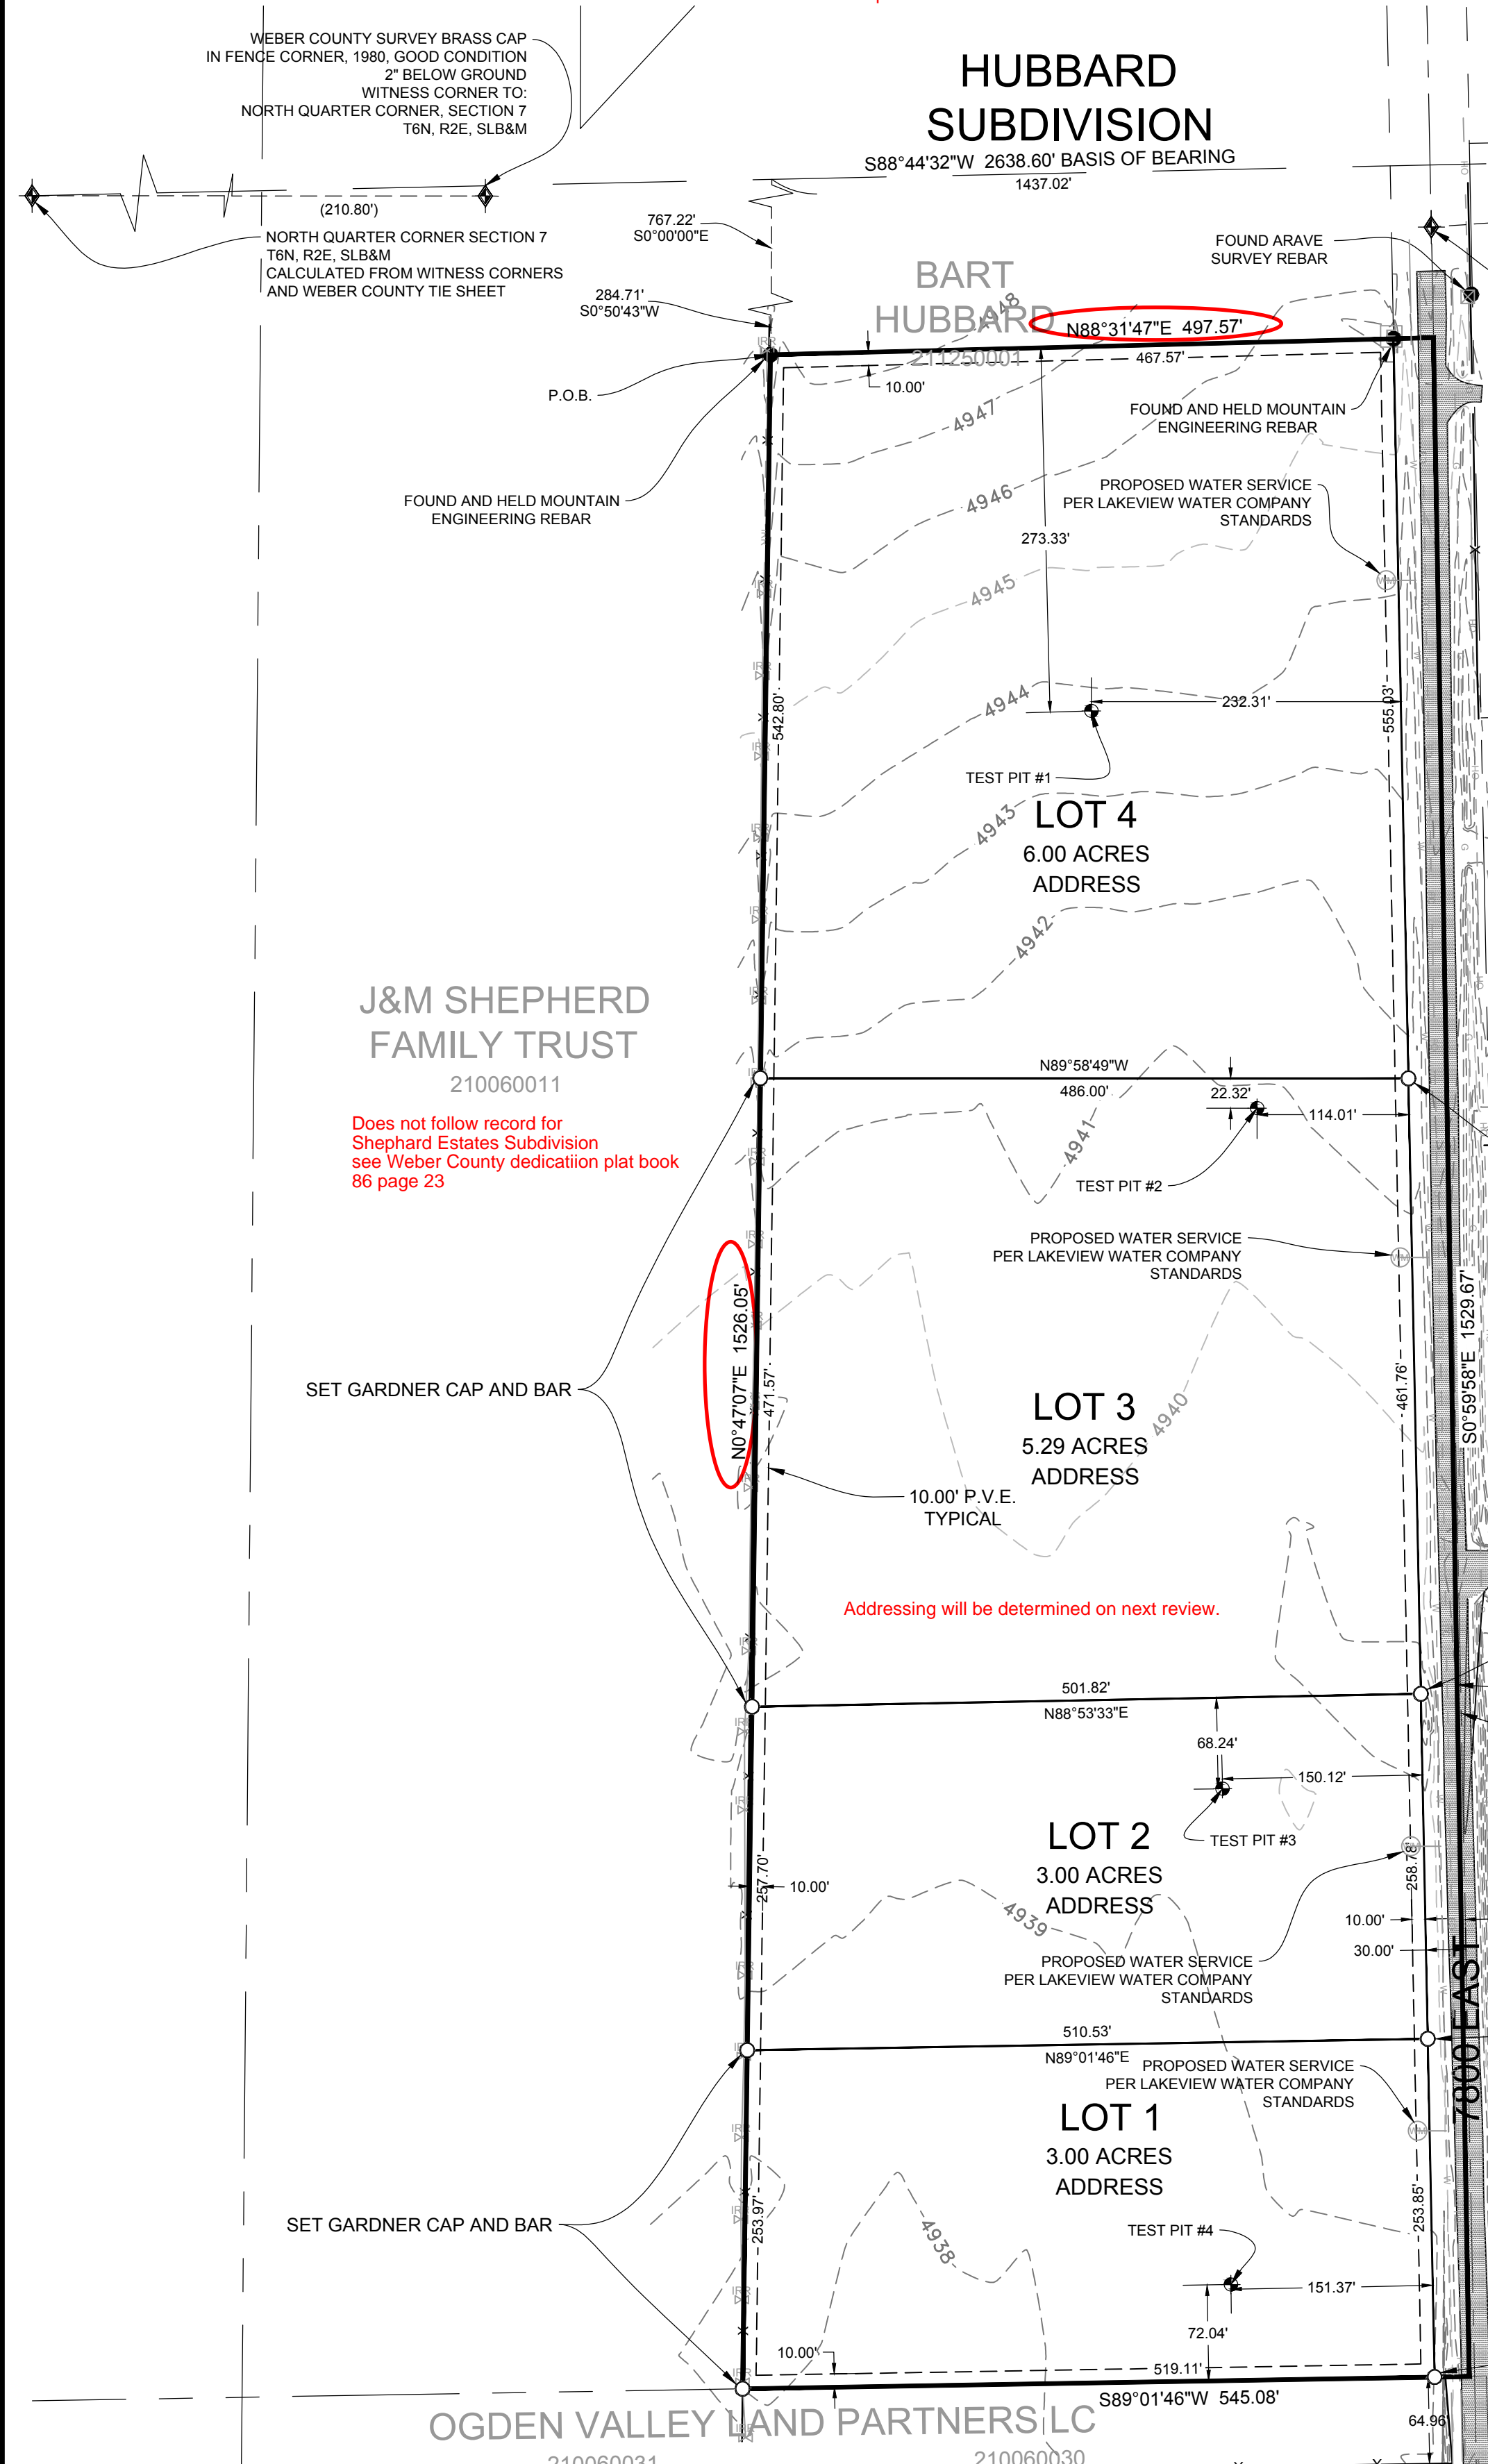 WEBER COUNTY SURVEY BRASS CAP
IN FENCE CORNER, 1980, GOOD CONDITION
2" BELOW GROUND
WITNESS CORNER TO:
NORTH QUARTER CORNER, SECTION 7
T6N, R2E, SLB&M
HUBBARD
SUBDIVISION
S88°44'32"W 2638.60' BASIS OF BEARING
1437.02'
(210.80')
NORTH QUARTER CORNER SECTION 7
T6N, R2E, SLB&M
CALCULATED FROM WITNESS CORNERS
AND WEBER COUNTY TIE SHEET
767.22'
S0°00'00"E
284.71'
S0°50'43"W
FOUND ARAVE
SURVEY REBAR
BART
HUBBARD
211250001
4948
N88°31'47"E 497.57'
467.57'
10.00'
P.O.B.
FOUND AND HELD MOUNTAIN
ENGINEERING REBAR
4947
FOUND AND HELD MOUNTAIN
ENGINEERING REBAR
4946
PROPOSED WATER SERVICE
PER LAKEVIEW WATER COMPANY
STANDARDS
273.33'
WM
4945
542.80'
4944
232.31'
555.03'
TEST PIT #1
4943
LOT 4
6.00 ACRES
ADDRESS
4942
J&M SHEPHERD
FAMILY TRUST
210060011
Does not follow record for
Shephard Estates Subdivision
see Weber County dedicatiion plat book
86 page 23
N89°58'49"W
486.00'
22.32'
114.01'
4941
TEST PIT #2
PROPOSED WATER SERVICE
PER LAKEVIEW WATER COMPANY
STANDARDS
WM
N0°47'07"E 1526.05'
471.57'
461.76'
S0°59'58"E 1529.67'
SET GARDNER CAP AND BAR
LOT 3
5.29 ACRES
ADDRESS
4940
10.00' P.V.E.
TYPICAL
Addressing will be determined on next review.
501.82'
N88°53'33"E
68.24'
150.12'
LOT 2
3.00 ACRES
ADDRESS
TEST PIT #3
257.70'
10.00'
258.78'
4939
10.00'
30.00'
PROPOSED WATER SERVICE
PER LAKEVIEW WATER COMPANY
STANDARDS
7800 EAST
510.53'
N89°01'46"E
PROPOSED WATER SERVICE
PER LAKEVIEW WATER COMPANY
STANDARDS
WM
LOT 1
3.00 ACRES
ADDRESS
253.97'
253.85'
SET GARDNER CAP AND BAR
4938
TEST PIT #4
151.37'
72.04'
10.00'
519.11'
S89°01'46"W 545.08'
OGDEN VALLEY LAND PARTNERS LC
64.96'
210060031
210060030